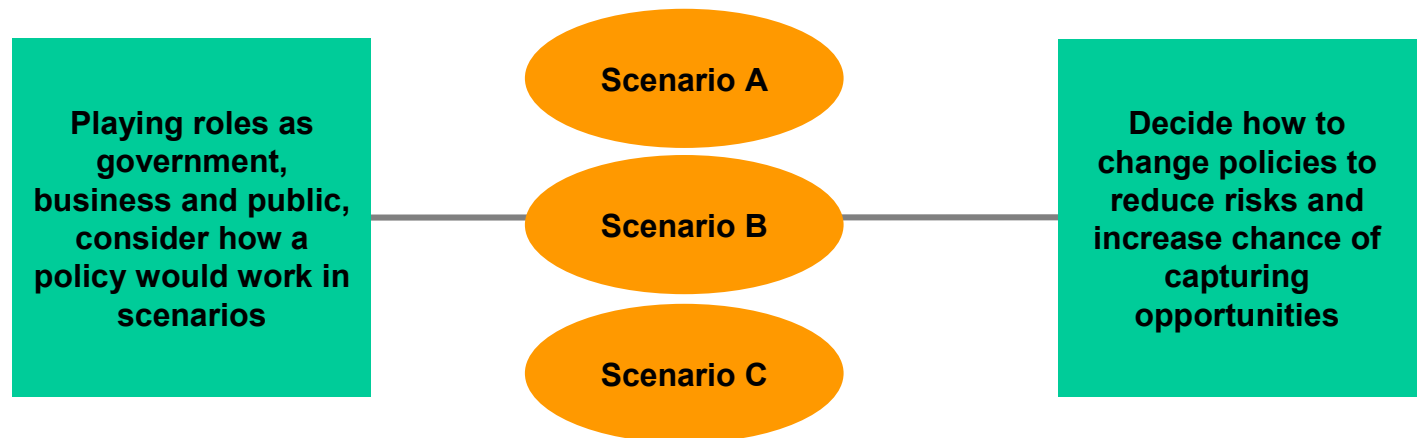 Playing roles as
government,
business and public,
consider how a
policy would work in
scenarios
Scenario A
Scenario B
Scenario C
Decide how to
change policies to
reduce risks and
increase chance of
capturing
opportunities